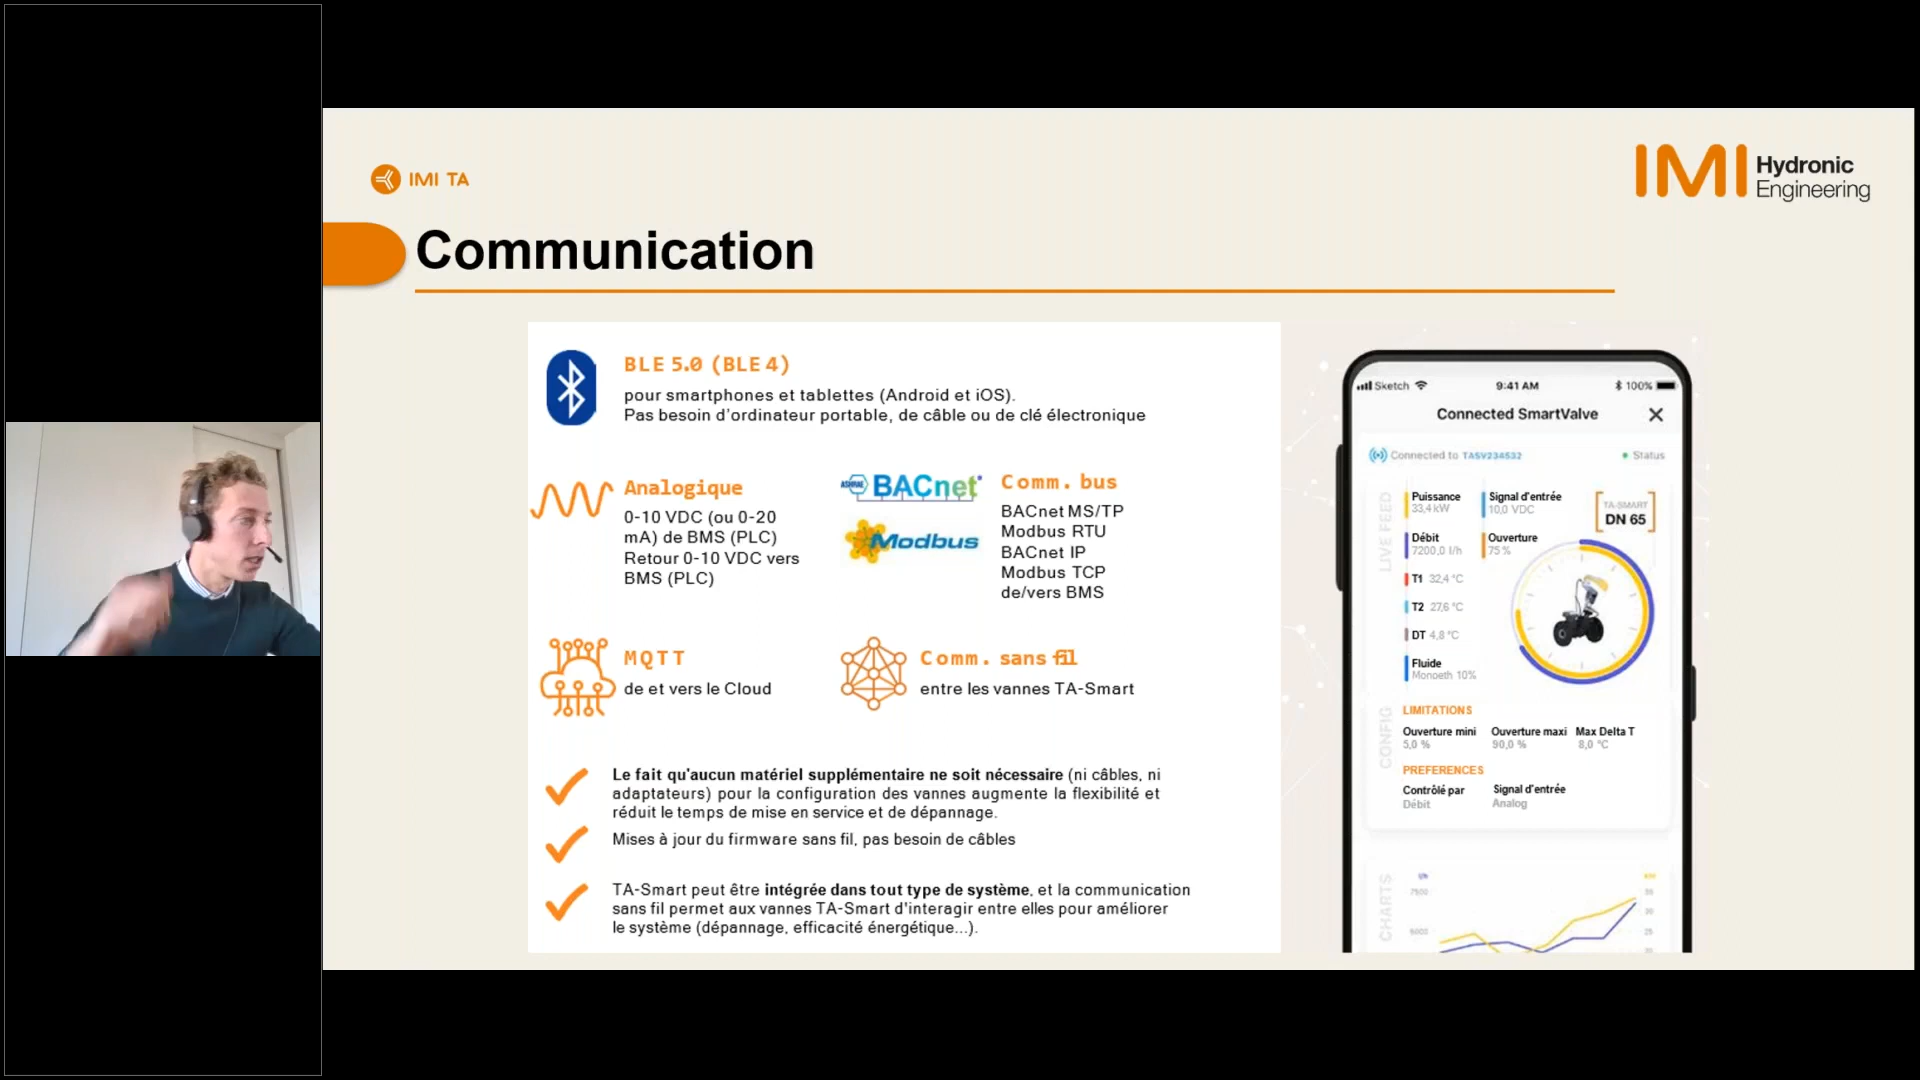 IMI TA
IMI Hydronic
Engineering
Communication
BLE 5.0 (BLE 4)
pour smartphones et tablettes (Android et iOS).
Pas besoin d'ordinateur portable, de câble ou de clé électronique
Analogique
0-10 VDC (ou 0-20
mA) de BMS (PLC)
Retour 0-10 VDC vers
BMS (PLC)
ASHRAE BACnet
Modbus
Comm. bus
BACnet MS/TP
Modbus RTU
BACnet IP
Modbus TCP
de/vers BMS
MQTT
de et vers le Cloud
Comm. sans fil
entre les vannes TA-Smart
Le fait qu'aucun matériel supplémentaire ne soit nécessaire (ni câbles, ni
adaptateurs) pour la configuration des vannes augmente la flexibilité et
réduit le temps de mise en service et de dépannage.
Mises à jour du firmware sans fil, pas besoin de câbles
TA-Smart peut être intégrée dans tout type de système, et la communication
sans fil permet aux vannes TA-Smart d'interagir entre elles pour améliorer
le système (dépannage, efficacité énergétique...).
Sketch 9:41 AM 100%
Connected SmartValve
Connected to TASV234532 Status
LIVE FEED
Puissance
33,4 kW
Signal d'entrée
10,0 VDC
TA-SMART
DN 65
Débit
7200,0 l/h
Ouverture
75 %
T1 32,4 °C
T2 27,6 °C
DT 4,8 °C
Fluide
Monoeth 10%
CONFIG
LIMITATIONS
Ouverture mini Ouverture maxi Max Delta T
5,0 % 90,0 % 8,0 °C
PREFERENCES
Contrôlé par Signal d'entrée
Débit Analog
CHARTS
l/h kW
7500 35
30
5000 25